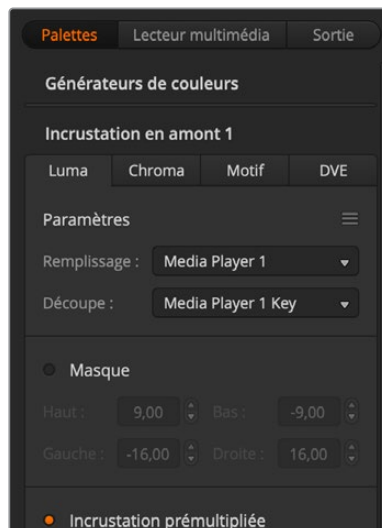 Palettes Lecteur multimédia Sortie
Générateurs de couleurs
Incrustation en amont 1
Luma Chroma Motif DVE
Paramètres
Remplissage : Media Player 1
Découpe : Media Player 1 Key
Masque
Haut : 9,00 Bas : -9,00
Gauche : -16,00 Droite : 16,00
Incrustation prémultipliée